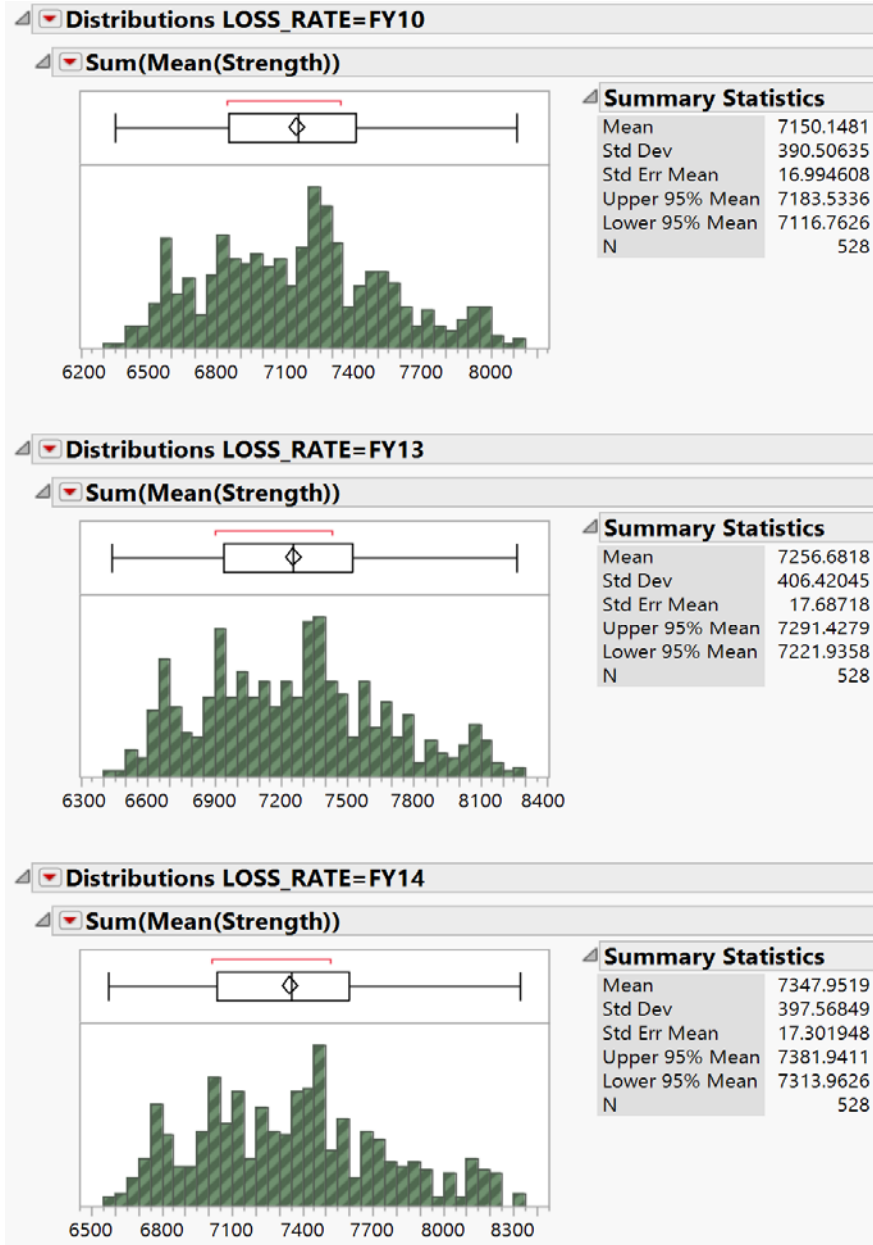 Distributions LOSS_RATE=FY10
Sum(Mean(Strength))
Summary Statistics
Mean 7150.1481
Std Dev 390.50635
Std Err Mean 16.994608
Upper 95% Mean 7183.5336
Lower 95% Mean 7116.7626
N 528
6200 6500 6800 7100 7400 7700 8000
Distributions LOSS_RATE=FY13
Sum(Mean(Strength))
Summary Statistics
Mean 7256.6818
Std Dev 406.42045
Std Err Mean 17.68718
Upper 95% Mean 7291.4279
Lower 95% Mean 7221.9358
N 528
6300 6600 6900 7200 7500 7800 8100 8400
Distributions LOSS_RATE=FY14
Sum(Mean(Strength))
Summary Statistics
Mean 7347.9519
Std Dev 397.56849
Std Err Mean 17.301948
Upper 95% Mean 7381.9411
Lower 95% Mean 7313.9626
N 528
6500 6800 7100 7400 7700 8000 8300